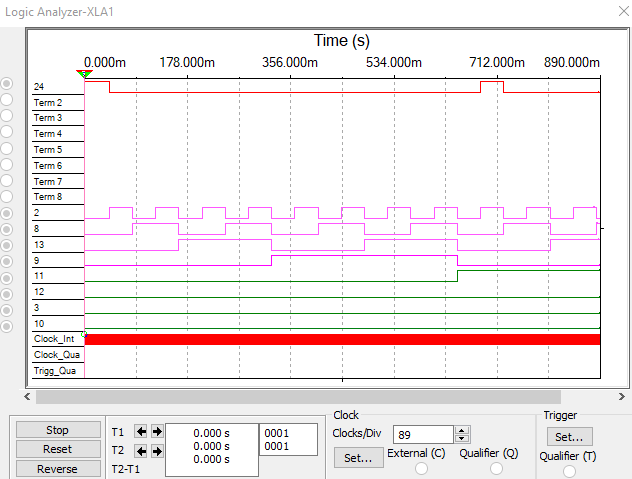 Logic Analyzer-XLA1
Time (s)
0.000m 178.000m 356.000m 534.000m 712.000m 890.000m
24
Term 2
Term 3
Term 4
Term 5
Term 6
Term 7
Term 8
2
8
13
9
11
12
3
10
Clock_Int
Clock_Qua
Trigg_Qua
Stop
Reset
Reverse
T1
T2
T2-T1
0.000 s 0001
0.000 s 0001
0.000 s
Clock
Clocks/Div 89
Set... External (C) Qualifier (Q)
Trigger
Set...
Qualifier (T)